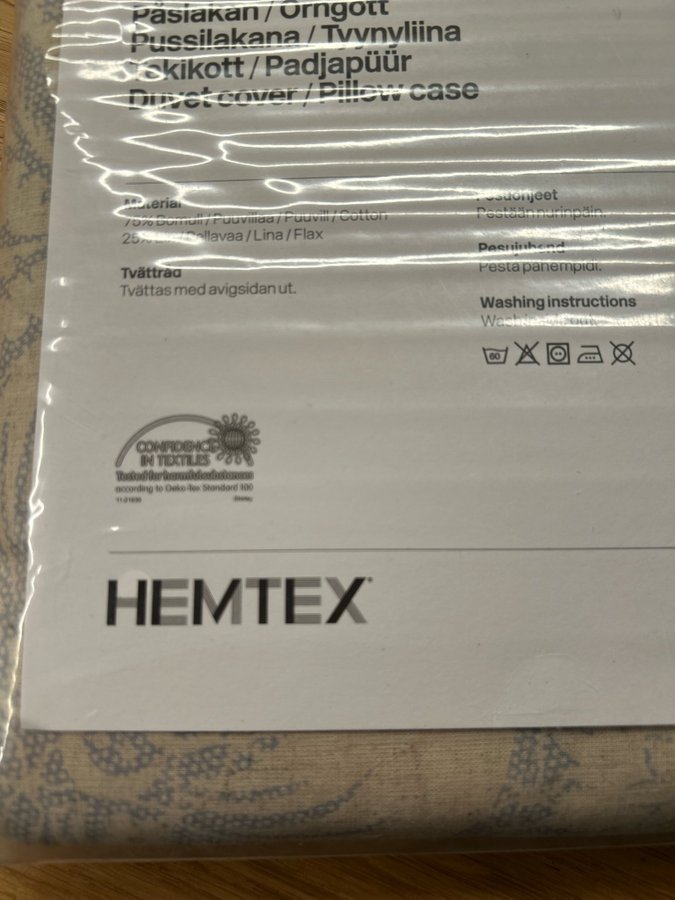 Påslakan / Örngott
Pussilakana / Tyynyliina
Tekikott / Padjapüür
Duvet cover / Pillow case
Material
75% Bomull / Puuvillaa / Puuvill / Cotton
25% Pellavaa / Lina / Flax
Tvättråd
Tvättas med avigsidan ut.
Pesuohjeet
Pestään nurinpäin.
Pesujuhend
Pesta pahempidi.
Washing instructions
Wash
60
CONFIDENCE
IN TEXTILES
Tested for harmful substances
according to Oeko-Tex Standard 100
HEMTEX